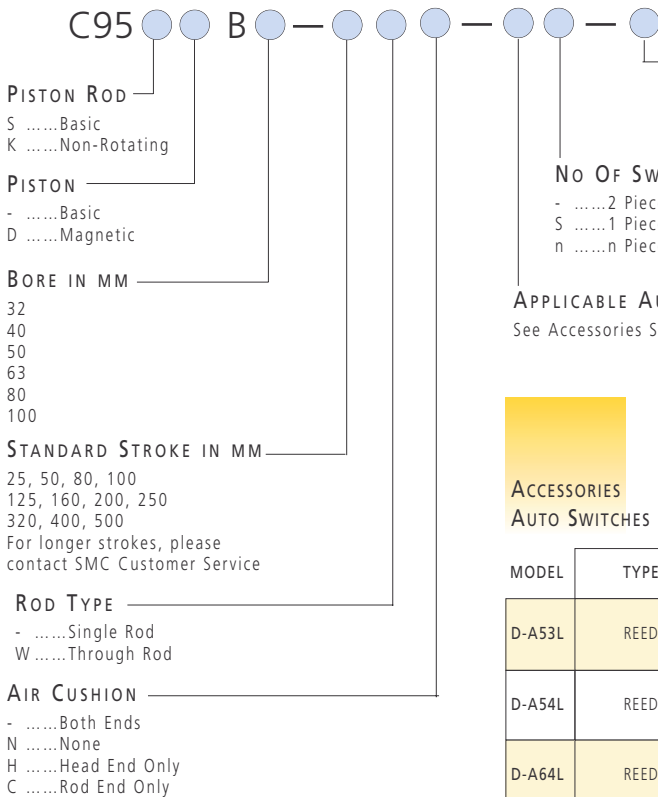 C95 B — — —
PISTON ROD
S ......Basic
K ......Non-Rotating
PISTON
- ......Basic
D ......Magnetic
BORE IN MM
32
40
50
63
80
100
STANDARD STROKE IN MM
25, 50, 80, 100
125, 160, 200, 250
320, 400, 500
For longer strokes, please
contact SMC Customer Service
ROD TYPE
- ......Single Rod
W ......Through Rod
AIR CUSHION
- ......Both Ends
N ......None
H ......Head End Only
C ......Rod End Only
NO OF
- ......2
S ......1
n ......n
APPLICABLE
See Accessories
ACCESSORIES
AUTO SWITCHES
MODEL TYPE
D-A53L REED
D-A54L REED
D-A64L REED